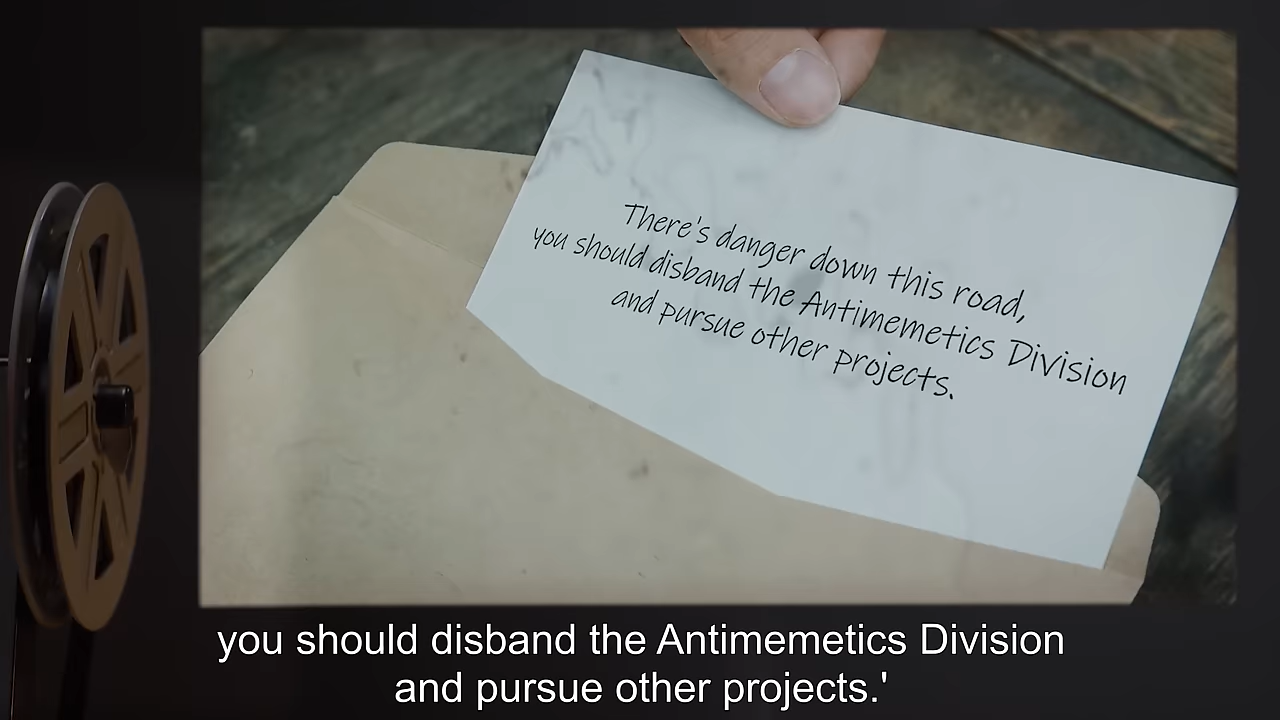 There's danger down this road,
you should disband the Antimemetics Division
and pursue other projects.
you should disband the Antimemetics Division
and pursue other projects.'